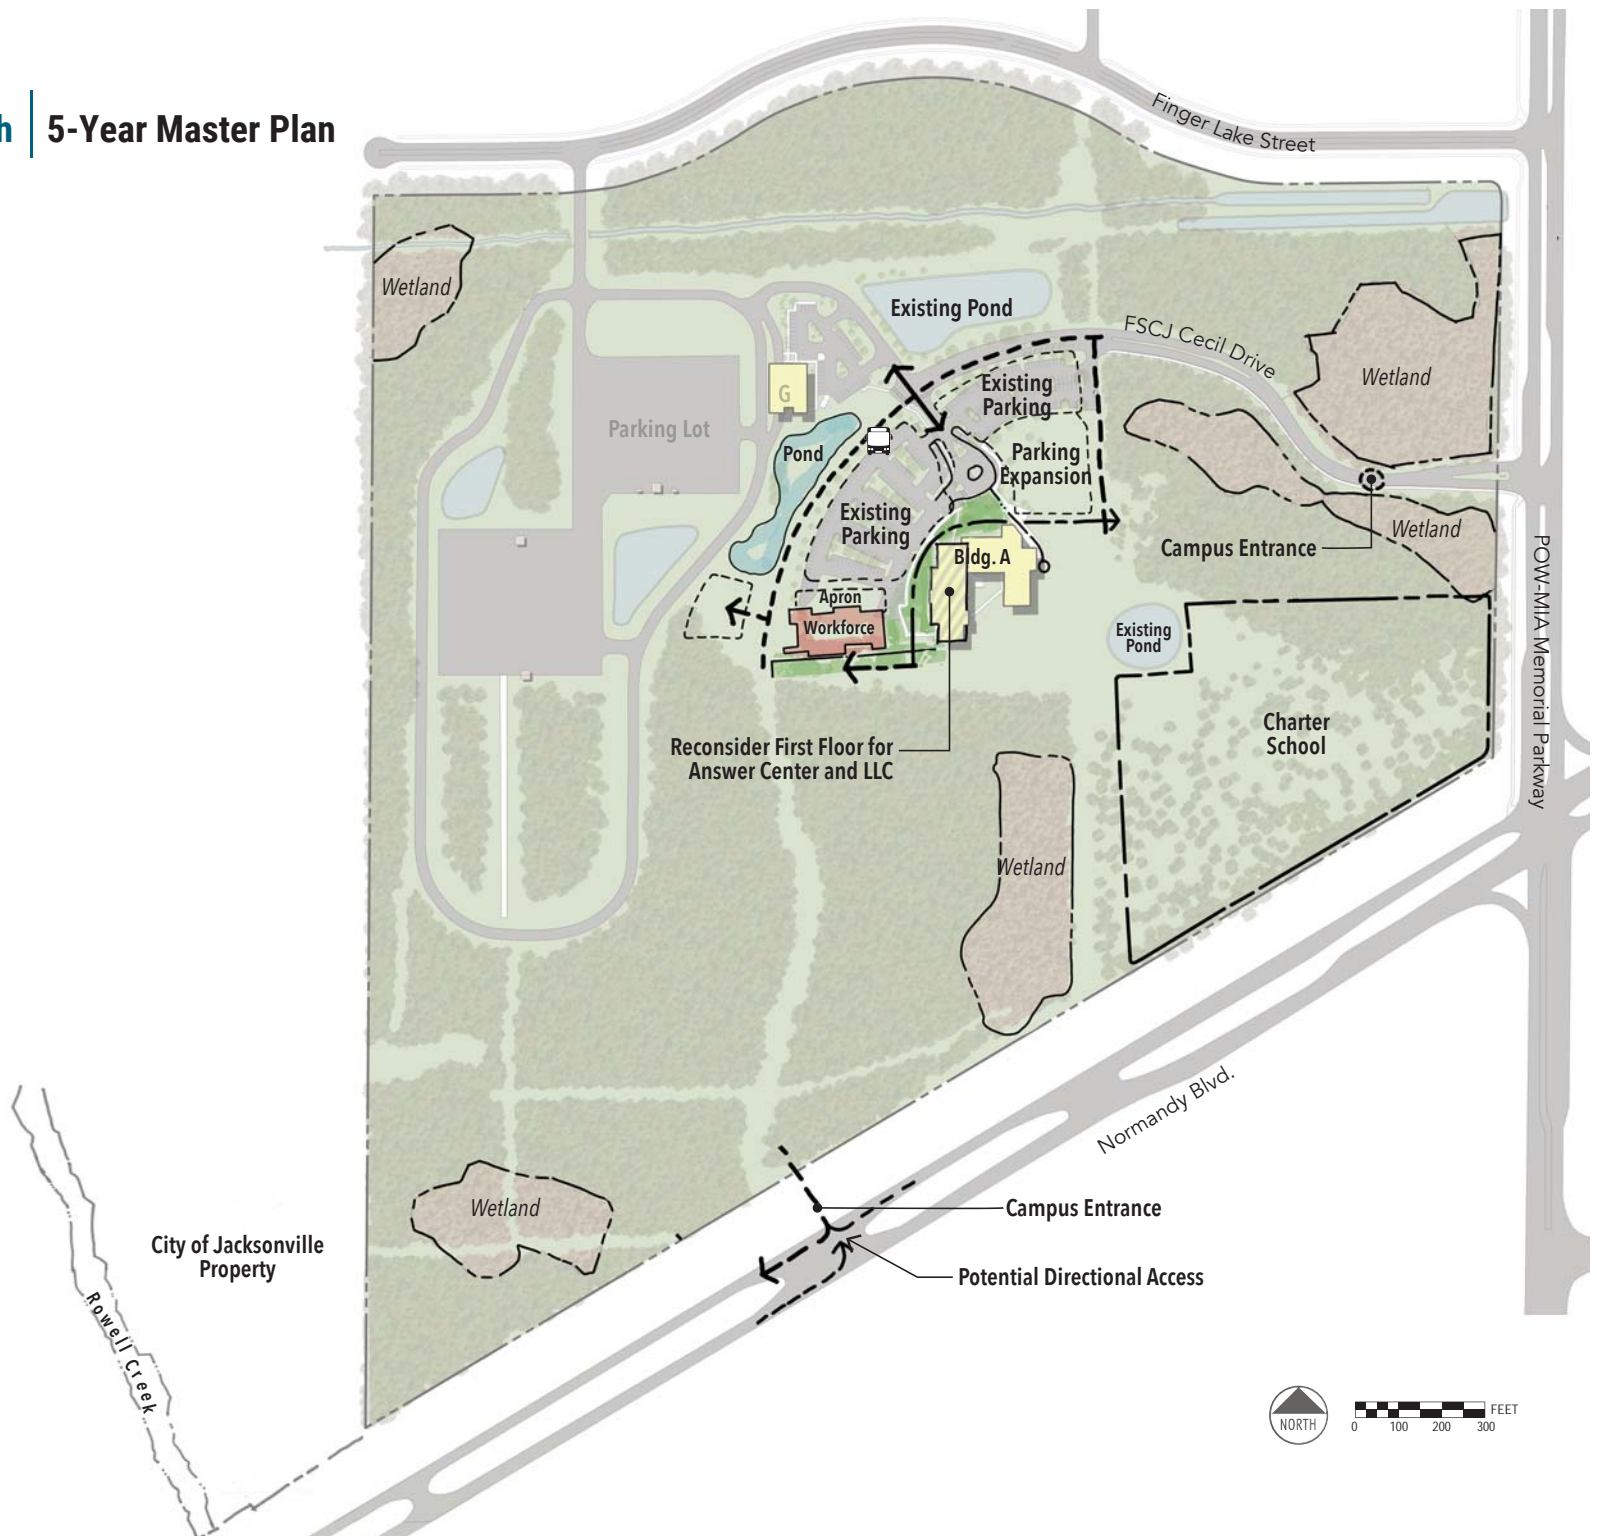 h
5-Year Master Plan
Finger Lake Street
Wetland
Existing Pond
FSCJ Cecil Drive
Wetland
G
Existing
Parking
Parking Lot
Pond
Parking
Expansion
Existing
Parking
Wetland
Campus Entrance
Bldg. A
Apron
Workforce
Existing
Pond
POW-MIA Memorial Parkway
Charter
School
Reconsider First Floor for
Answer Center and LLC
Wetland
Normandy Blvd.
Wetland
Campus Entrance
City of Jacksonville
Property
Potential Directional Access
Rowell Creek
NORTH
FEET
0 100 200 300